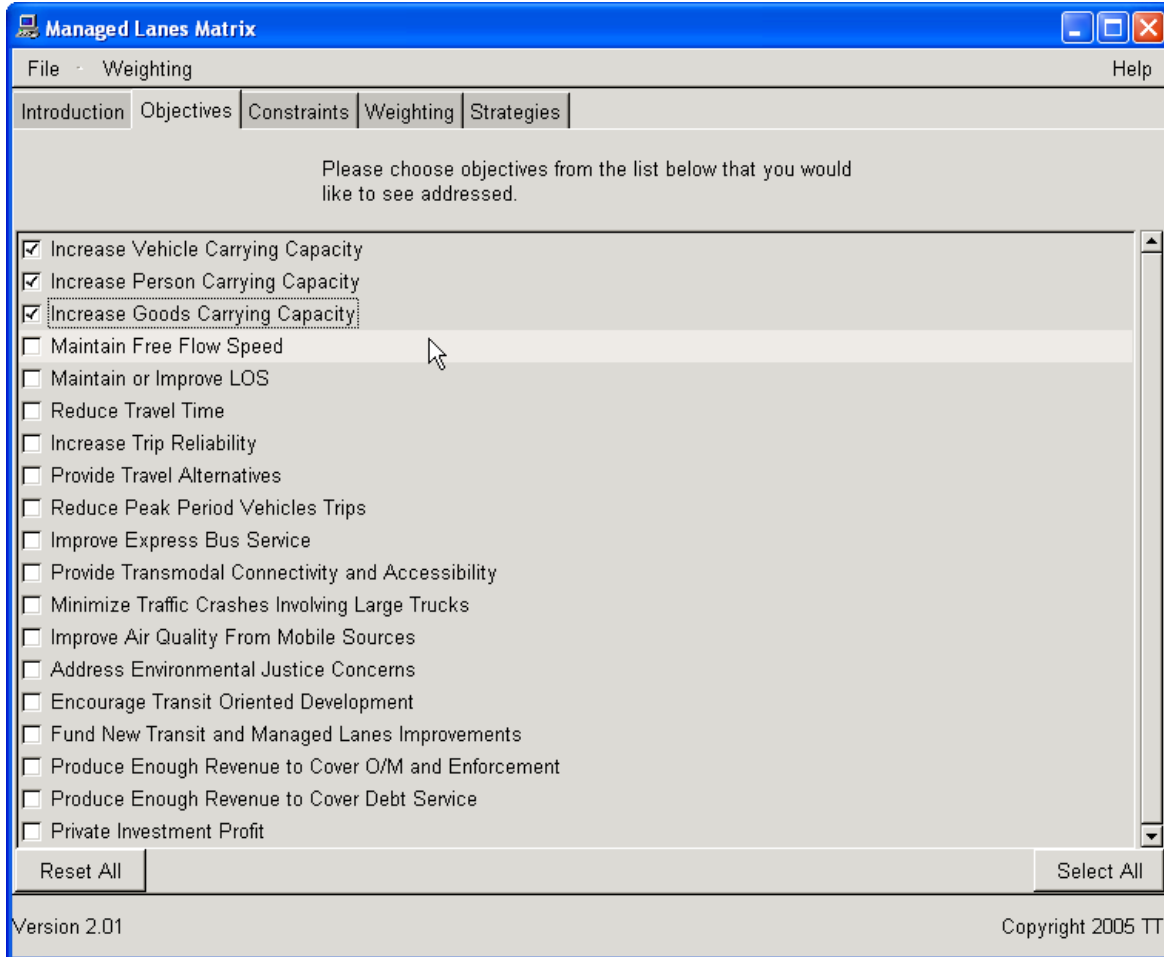 Managed Lanes Matrix
File Weighting Help
Introduction Objectives Constraints Weighting Strategies
Please choose objectives from the list below that you would
like to see addressed.
Increase Vehicle Carrying Capacity
Increase Person Carrying Capacity
Increase Goods Carrying Capacity
Maintain Free Flow Speed
Maintain or Improve LOS
Reduce Travel Time
Increase Trip Reliability
Provide Travel Alternatives
Reduce Peak Period Vehicles Trips
Improve Express Bus Service
Provide Transmodal Connectivity and Accessibility
Minimize Traffic Crashes Involving Large Trucks
Improve Air Quality From Mobile Sources
Address Environmental Justice Concerns
Encourage Transit Oriented Development
Fund New Transit and Managed Lanes Improvements
Produce Enough Revenue to Cover O/M and Enforcement
Produce Enough Revenue to Cover Debt Service
Private Investment Profit
Reset All Select All
Version 2.01 Copyright 2005 TT